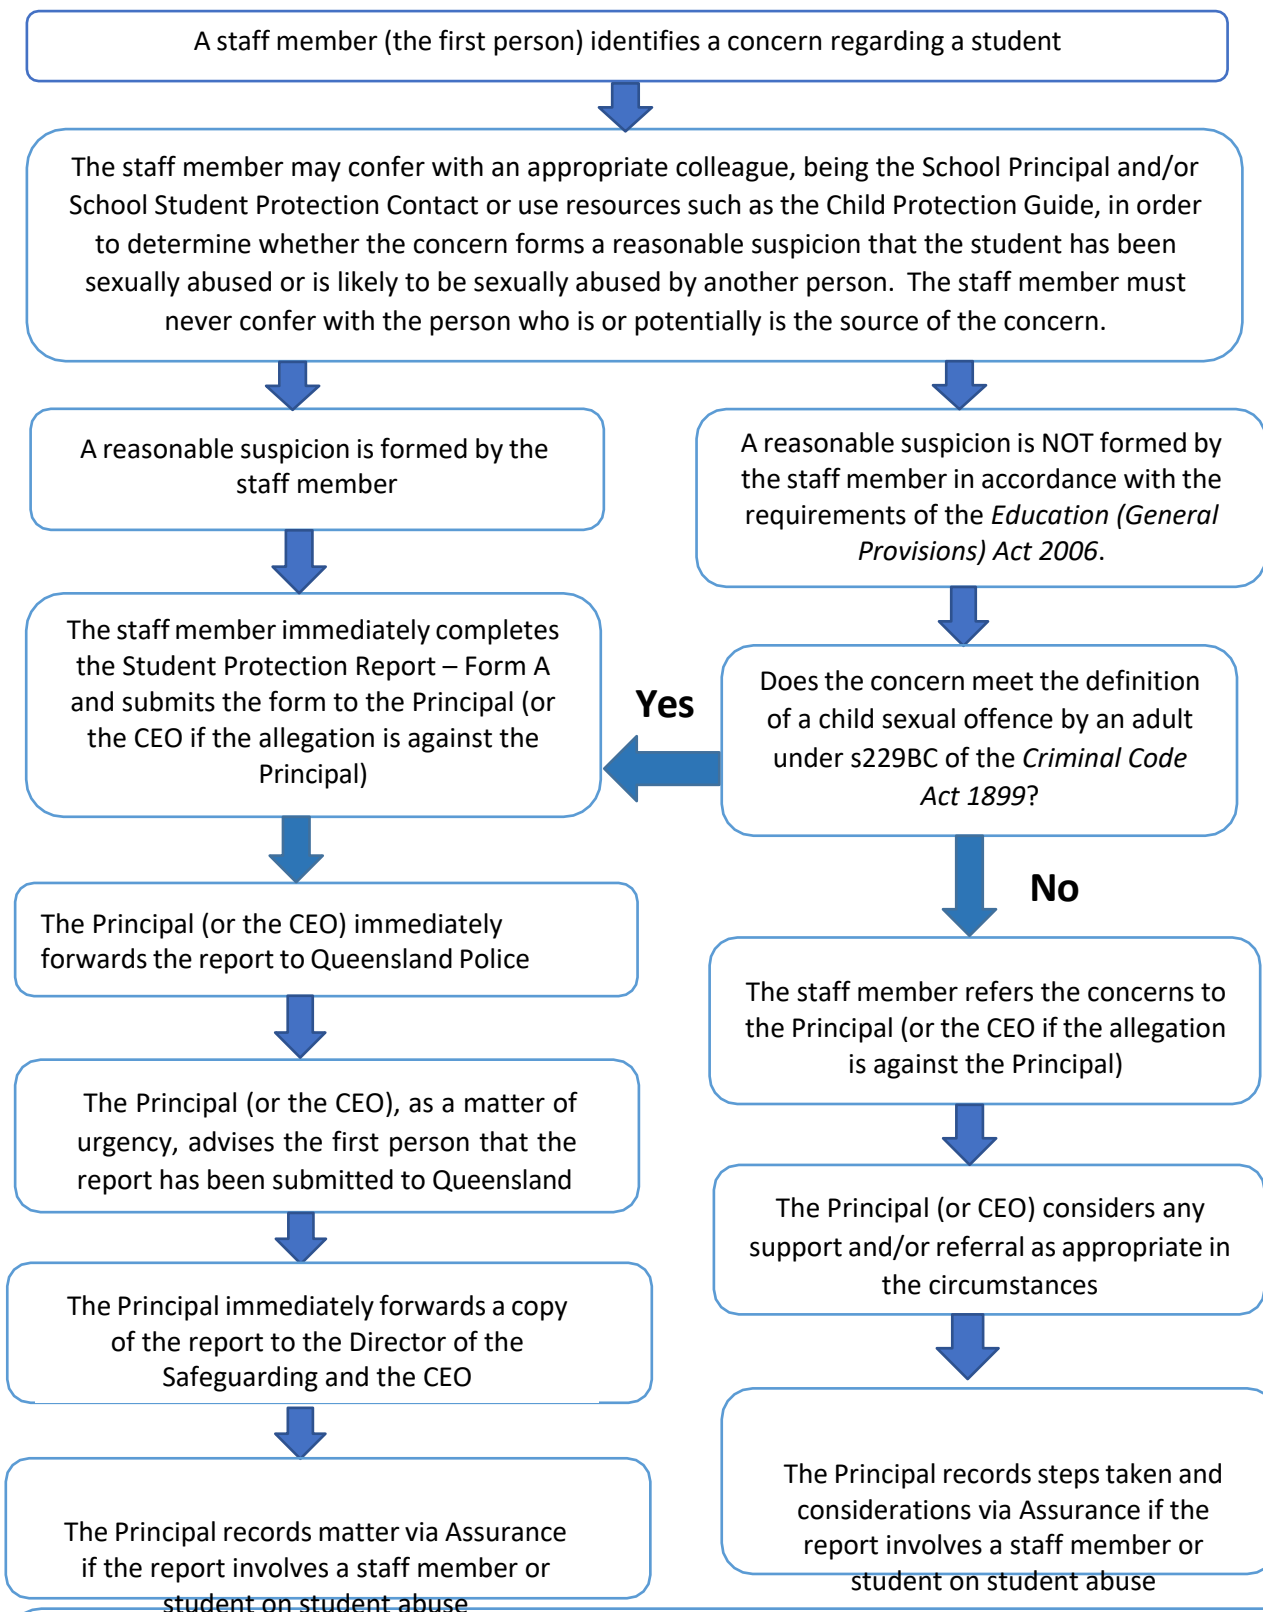 A staff member (the first person) identifies a concern regarding a student
The staff member may confer with an appropriate colleague, being the School Principal and/or
School Student Protection Contact or use resources such as the Child Protection Guide, in order
to determine whether the concern forms a reasonable suspicion that the student has been
sexually abused or is likely to be sexually abused by another person. The staff member must
never confer with the person who is or potentially is the source of the concern.
A reasonable suspicion is formed by the
staff member
A reasonable suspicion is NOT formed by
the staff member in accordance with the
requirements of the Education (General
Provisions) Act 2006.
The staff member immediately completes
the Student Protection Report – Form A
and submits the form to the Principal (or
the CEO if the allegation is against the
Principal)
Yes
Does the concern meet the definition
of a child sexual offence by an adult
under s229BC of the Criminal Code
Act 1899?
No
The Principal (or the CEO) immediately
forwards the report to Queensland Police
The staff member refers the concerns to
the Principal (or the CEO if the allegation
is against the Principal)
The Principal (or the CEO), as a matter of
urgency, advises the first person that the
report has been submitted to Queensland
The Principal (or CEO) considers any
support and/or referral as appropriate in
the circumstances
The Principal immediately forwards a copy
of the report to the Director of the
Safeguarding and the CEO
The Principal records steps taken and
considerations via Assurance if the
report involves a staff member or
student on student abuse
The Principal records matter via Assurance
if the report involves a staff member or
student on student abuse